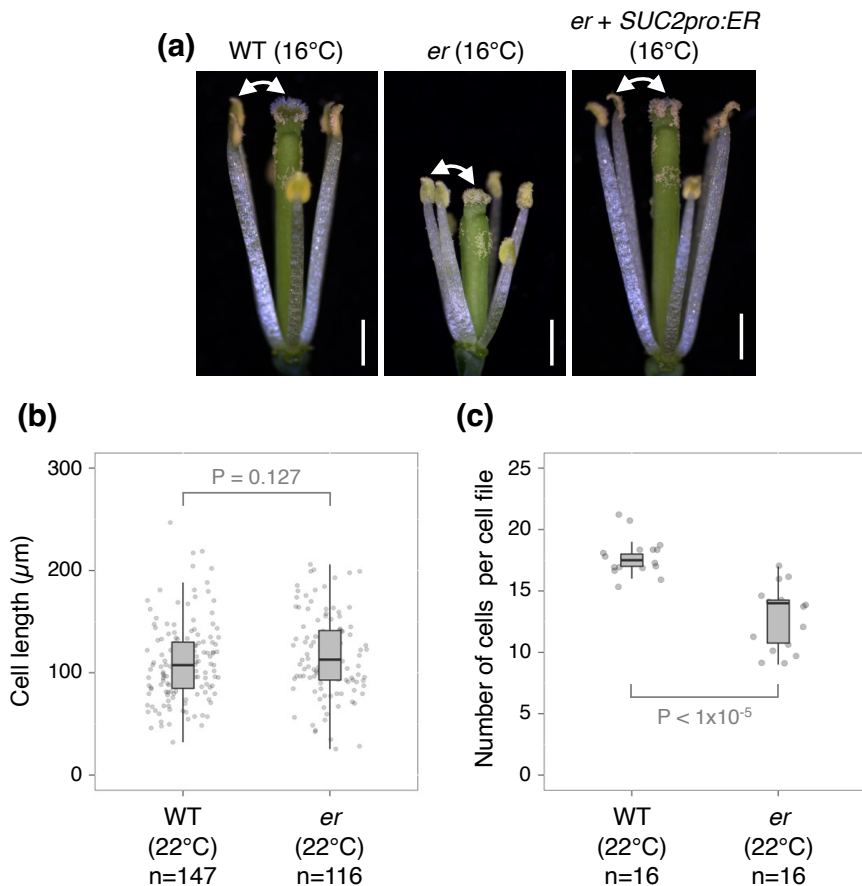 (a)
WT (16°C)
er (16°C)
er + SUC2pro:ER
(16°C)
(b)
Cell length (µm)
300
200
100
0
P = 0.127
WT
(22°C)
n=147
er
(22°C)
n=116
(c)
Number of cells per cell file
25
20
15
10
5
0
P < 1x10⁻⁵
WT
(22°C)
n=16
er
(22°C)
n=16